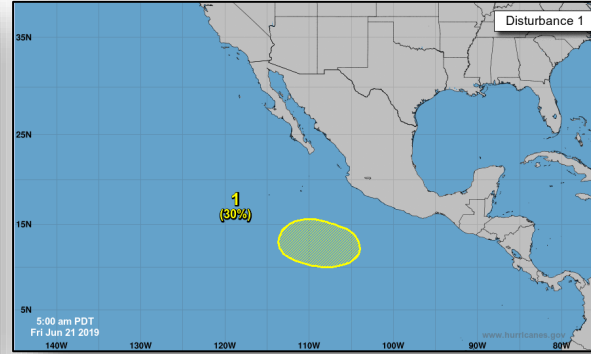 Disturbance 1
35N
25N
1
(30%)
15N
5N
5:00 am PDT
Fri Jun 21 2019
www.hurricanes.gov
140W
130W
120W
110W
100W
90W
80W